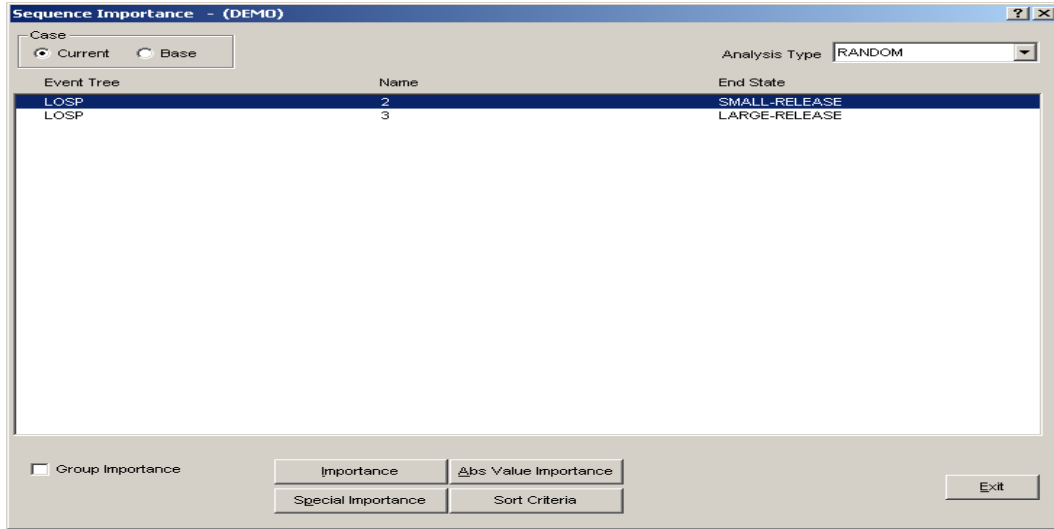 Sequence Importance - (DEMO)
Case
Current Base
Analysis Type RANDOM
Event Tree Name End State
LOSP 2 SMALL-RELEASE
LOSP 3 LARGE-RELEASE
Group Importance
Importance Abs Value Importance
Special Importance Sort Criteria
Exit